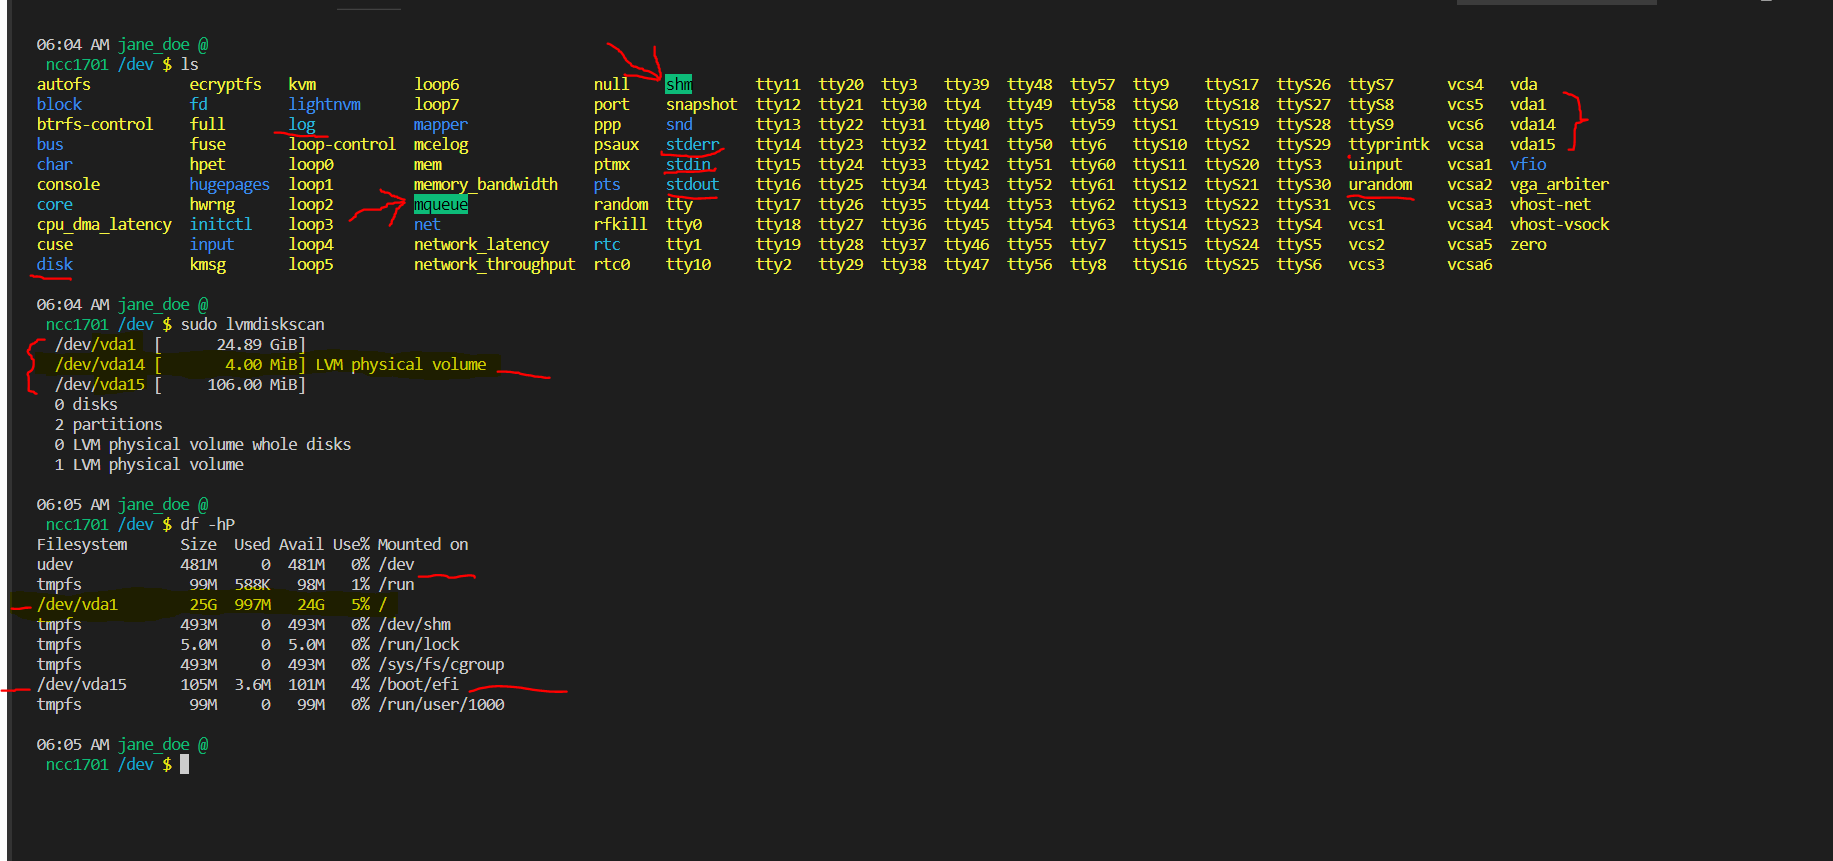 06:04 AM jane_doe @
ncc1701 /dev $ ls
autofs ecryptfs kvm loop6 null shm tty11 tty20 tty3 tty39 tty48 tty57 tty9 ttyS17 ttyS26 ttyS7 vcs4 vda
block fd lightnvm loop7 port snapshot tty12 tty21 tty30 tty4 tty49 tty58 ttyS0 ttyS18 ttyS27 ttyS8 vcs5 vda1
btrfs-control full log mapper ppp snd tty13 tty22 tty31 tty40 tty5 tty59 ttyS1 ttyS19 ttyS28 ttyS9 vcs6 vda14
bus fuse loop-control mcelog psaux stderr tty14 tty23 tty32 tty41 tty50 tty6 ttyS10 ttyS2 ttyS29 ttyprintk vcsa vda15
char hpet loop0 mem ptmx stdin tty15 tty24 tty33 tty42 tty51 tty60 ttyS11 ttyS20 ttyS3 uinput vcsa1 vfio
console hugepages loop1 memory_bandwidth pts stdout tty16 tty25 tty34 tty43 tty52 tty61 ttyS12 ttyS21 ttyS30 urandom vcsa2 vga_arbiter
core hwrng loop2 mqueue random tty tty17 tty26 tty35 tty44 tty53 tty62 ttyS13 ttyS22 ttyS31 vcs vcsa3 vhost-net
cpu_dma_latency initctl loop3 net rfkill tty0 tty18 tty27 tty36 tty45 tty54 tty63 ttyS14 ttyS23 ttyS4 vcs1 vcsa4 vhost-vsock
cuse input loop4 network_latency rtc tty1 tty19 tty28 tty37 tty46 tty55 tty7 ttyS15 ttyS24 ttyS5 vcs2 vcsa5 zero
disk kmsg loop5 network_throughput rtc0 tty10 tty2 tty29 tty38 tty47 tty56 tty8 ttyS16 ttyS25 ttyS6 vcs3 vcsa6
06:04 AM jane_doe @
ncc1701 /dev $ sudo lvmdiskscan
/dev/vda1 [ 24.89 GiB]
/dev/vda14 [ 4.00 MiB] LVM physical volume
/dev/vda15 [ 106.00 MiB]
0 disks
2 partitions
0 LVM physical volume whole disks
1 LVM physical volume
06:05 AM jane_doe @
ncc1701 /dev $ df -hP
Filesystem Size Used Avail Use% Mounted on
udev 481M 0 481M 0% /dev
tmpfs 99M 588K 98M 1% /run
/dev/vda1 25G 997M 24G 5% /
tmpfs 493M 0 493M 0% /dev/shm
tmpfs 5.0M 0 5.0M 0% /run/lock
tmpfs 493M 0 493M 0% /sys/fs/cgroup
/dev/vda15 105M 3.6M 101M 4% /boot/efi
tmpfs 99M 0 99M 0% /run/user/1000
06:05 AM jane_doe @
ncc1701 /dev $